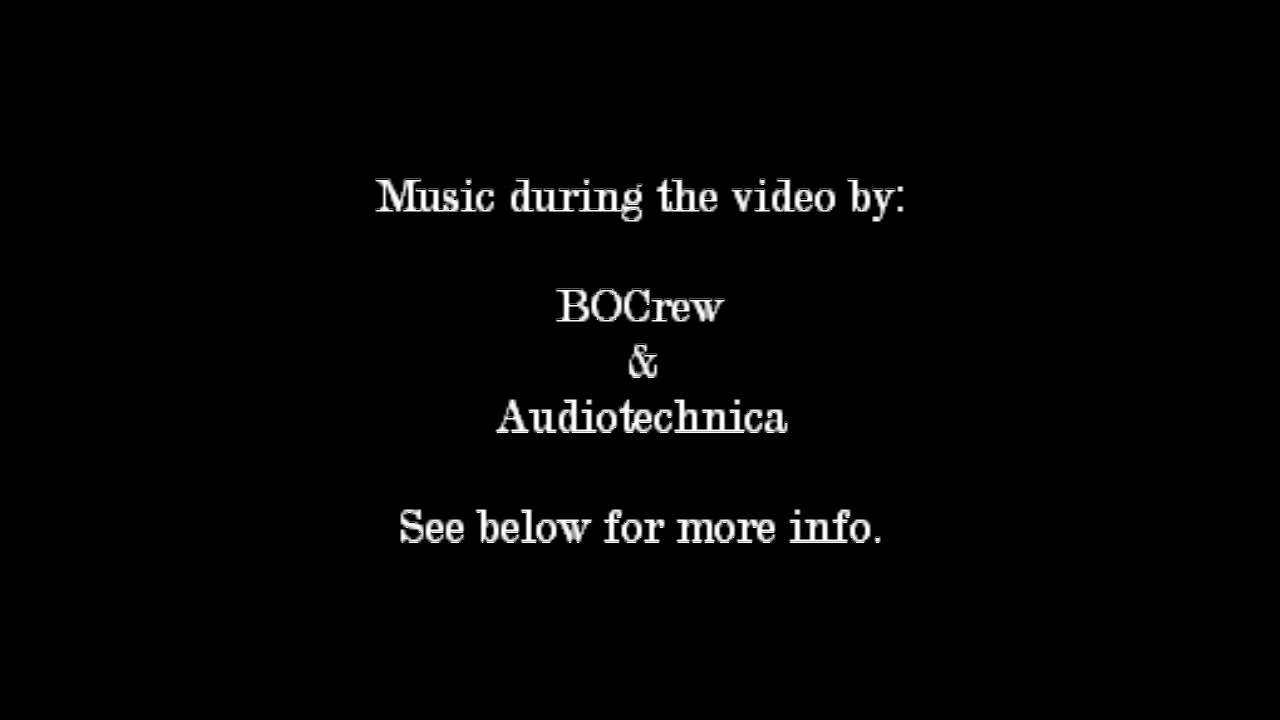 Music during the video by:
BOCrew
&
Audiotechnica
See below for more info.